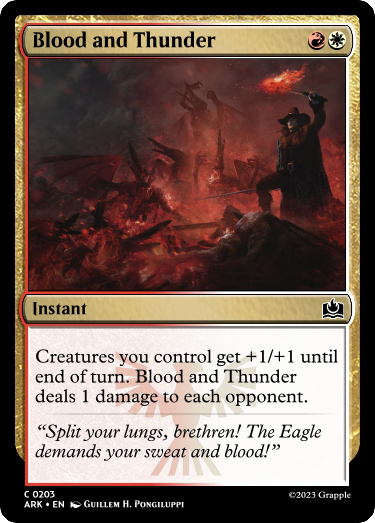 Blood and Thunder
Instant
Creatures you control get +1/+1 until
end of turn. Blood and Thunder
deals 1 damage to each opponent.
“Split your lungs, brethren! The Eagle
demands your sweat and blood!”
C 0203
ARK • EN Guillem H. Pongiluppi
©2023 Grapple